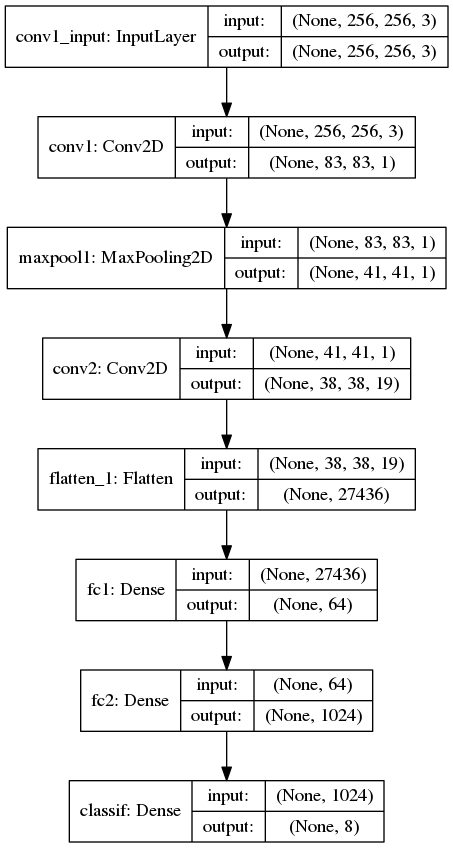 conv1_input: InputLayer
input: (None, 256, 256, 3)
output: (None, 256, 256, 3)
conv1: Conv2D
input: (None, 256, 256, 3)
output: (None, 83, 83, 1)
maxpool1: MaxPooling2D
input: (None, 83, 83, 1)
output: (None, 41, 41, 1)
conv2: Conv2D
input: (None, 41, 41, 1)
output: (None, 38, 38, 19)
flatten_1: Flatten
input: (None, 38, 38, 19)
output: (None, 27436)
fc1: Dense
input: (None, 27436)
output: (None, 64)
fc2: Dense
input: (None, 64)
output: (None, 1024)
classif: Dense
input: (None, 1024)
output: (None, 8)